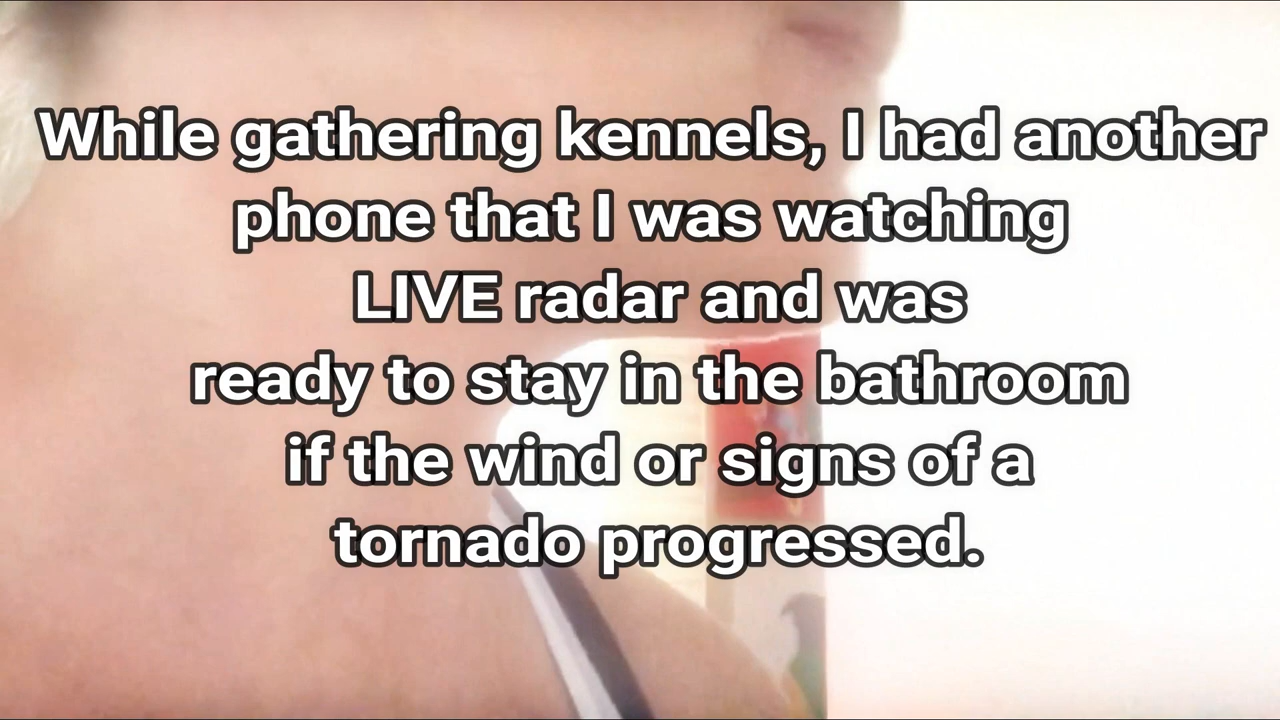 While gathering kennels, I had another
phone that I was watching
LIVE radar and was
ready to stay in the bathroom
if the wind or signs of a
tornado progressed.